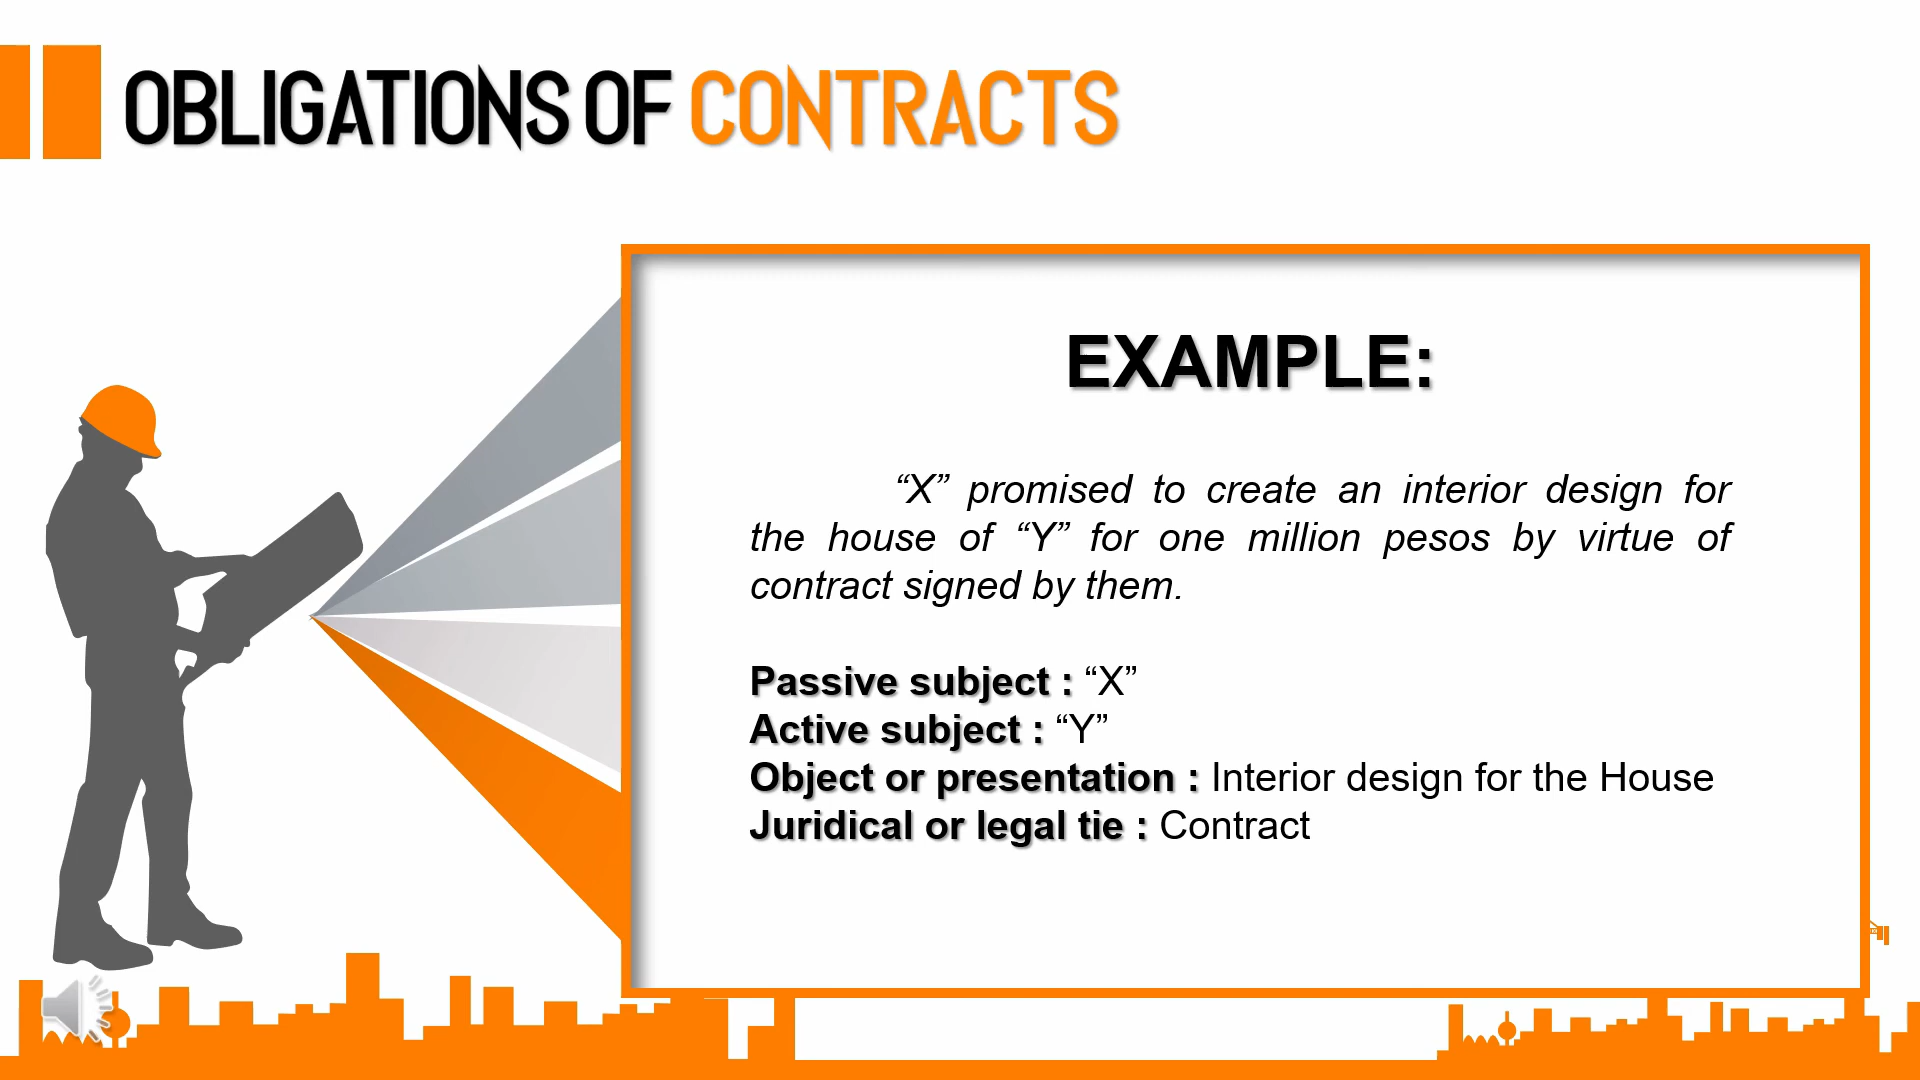 OBLIGATIONS OF CONTRACTS
EXAMPLE:
“X” promised to create an interior design for
the house of “Y” for one million pesos by virtue of
contract signed by them.
Passive subject : “X”
Active subject : “Y”
Object or presentation : Interior design for the House
Juridical or legal tie : Contract